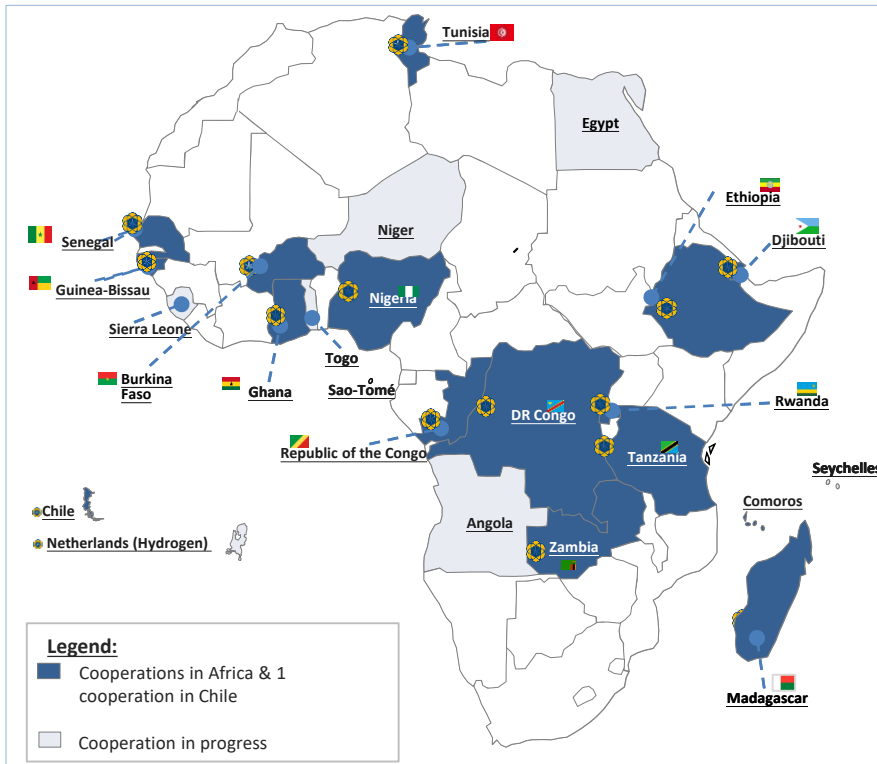 Tunisia
Egypt
Ethiopia
Niger
Senegal
Djibouti
Guinea-Bissau
Nigeria
Sierra Leone
Togo
Burkina
Faso
Ghana
Sao-Tomé
Rwanda
DR Congo
Republic of the Congo
Tanzania
Seychelles
Comoros
Chile
Angola
Netherlands (Hydrogen)
Zambia
Madagascar
Legend:
Cooperations in Africa & 1
cooperation in Chile
Cooperation in progress